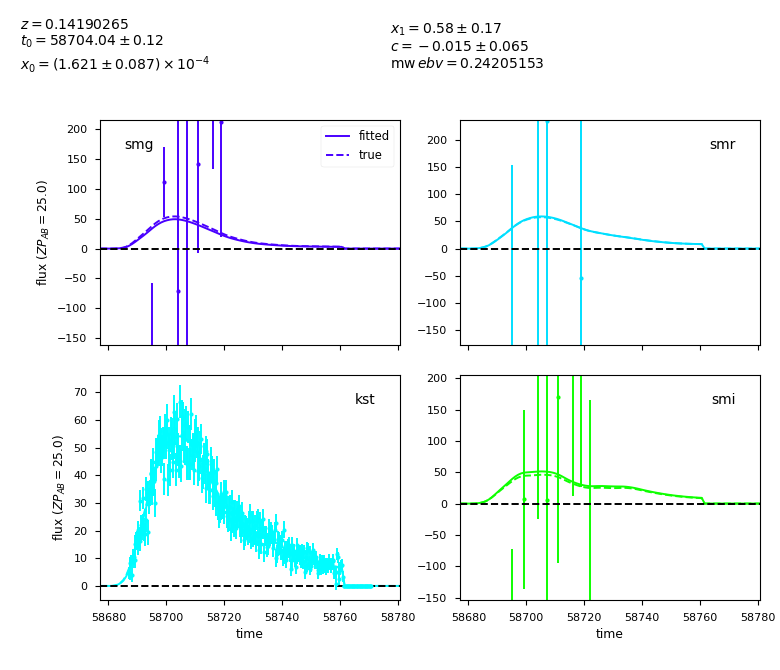 z = 0.14190265
t₀ = 58704.04 ± 0.12
x₀ = (1.621 ± 0.087) × 10⁻⁴
x₁ = 0.58 ± 0.17
c = −0.015 ± 0.065
mw ebv = 0.24205153
smg
fitted
true
200
150
100
50
0
−50
−100
−150
flux (ZP_AB = 25.0)
smr
200
150
100
50
0
−50
−100
−150
kst
70
60
50
40
30
20
10
0
flux (ZP_AB = 25.0)
58680 58700 58720 58740 58760 58780
time
smi
200
150
100
50
0
−50
−100
−150
58680 58700 58720 58740 58760 58780
time